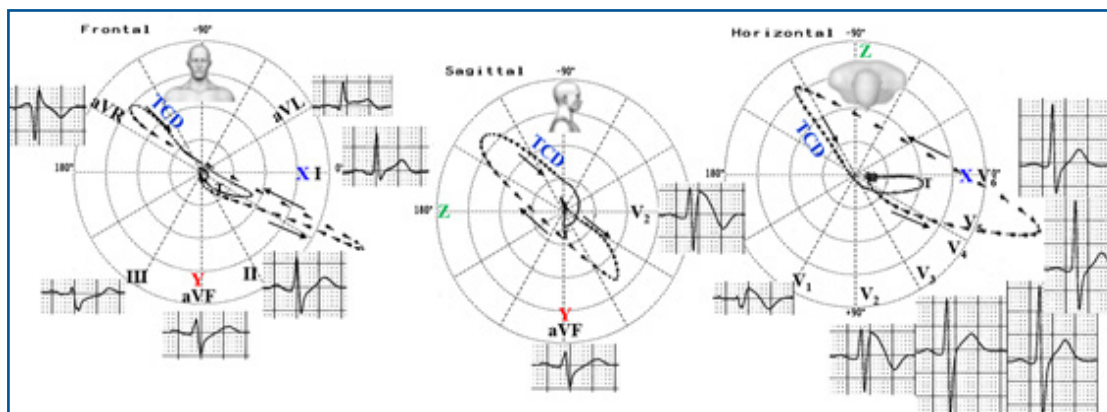 Frontal
-90°
aVR
TCD
aVL
180°
0°
X I
T
III
Y
II
aVF
Sagittal
-90°
TCD
180°
Z
V2
Y
aVF
Horizontal
-90°
Z
TCD
180°
T
X V6
V5
V4
V3
V1
V2
+90°